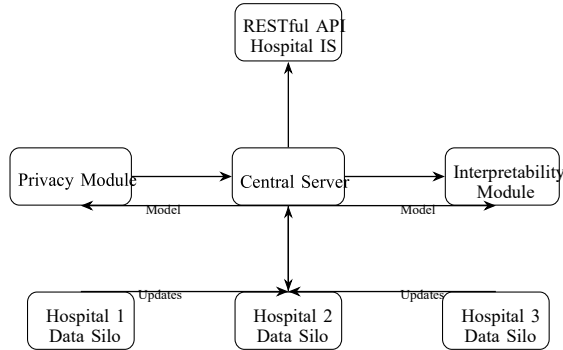 RESTful API
Hospital IS
Privacy Module
Central Server
Interpretability
Module
Model
Model
Updates
Updates
Hospital 1
Data Silo
Hospital 2
Data Silo
Hospital 3
Data Silo